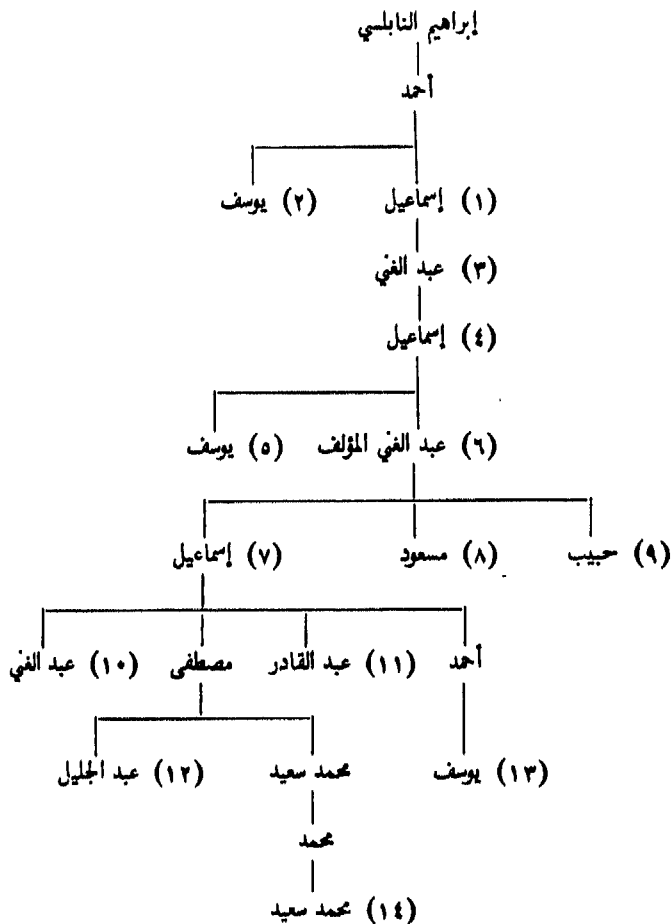 إبراهيم النابلسي
أحمد
(١) إسماعيل (٢) يوسف
(٣) عبد الغني
(٤) إسماعيل
(٦) عبد الغني المؤلف (٥) يوسف
(٩) حبيب (٨) مسعود (٧) إسماعيل
أحمد (١١) عبد القادر مصطفى (١٠) عبد الغني
(١٣) يوسف محمد سعيد (١٢) عبد الجليل
محمد
(١٤) محمد سعيد